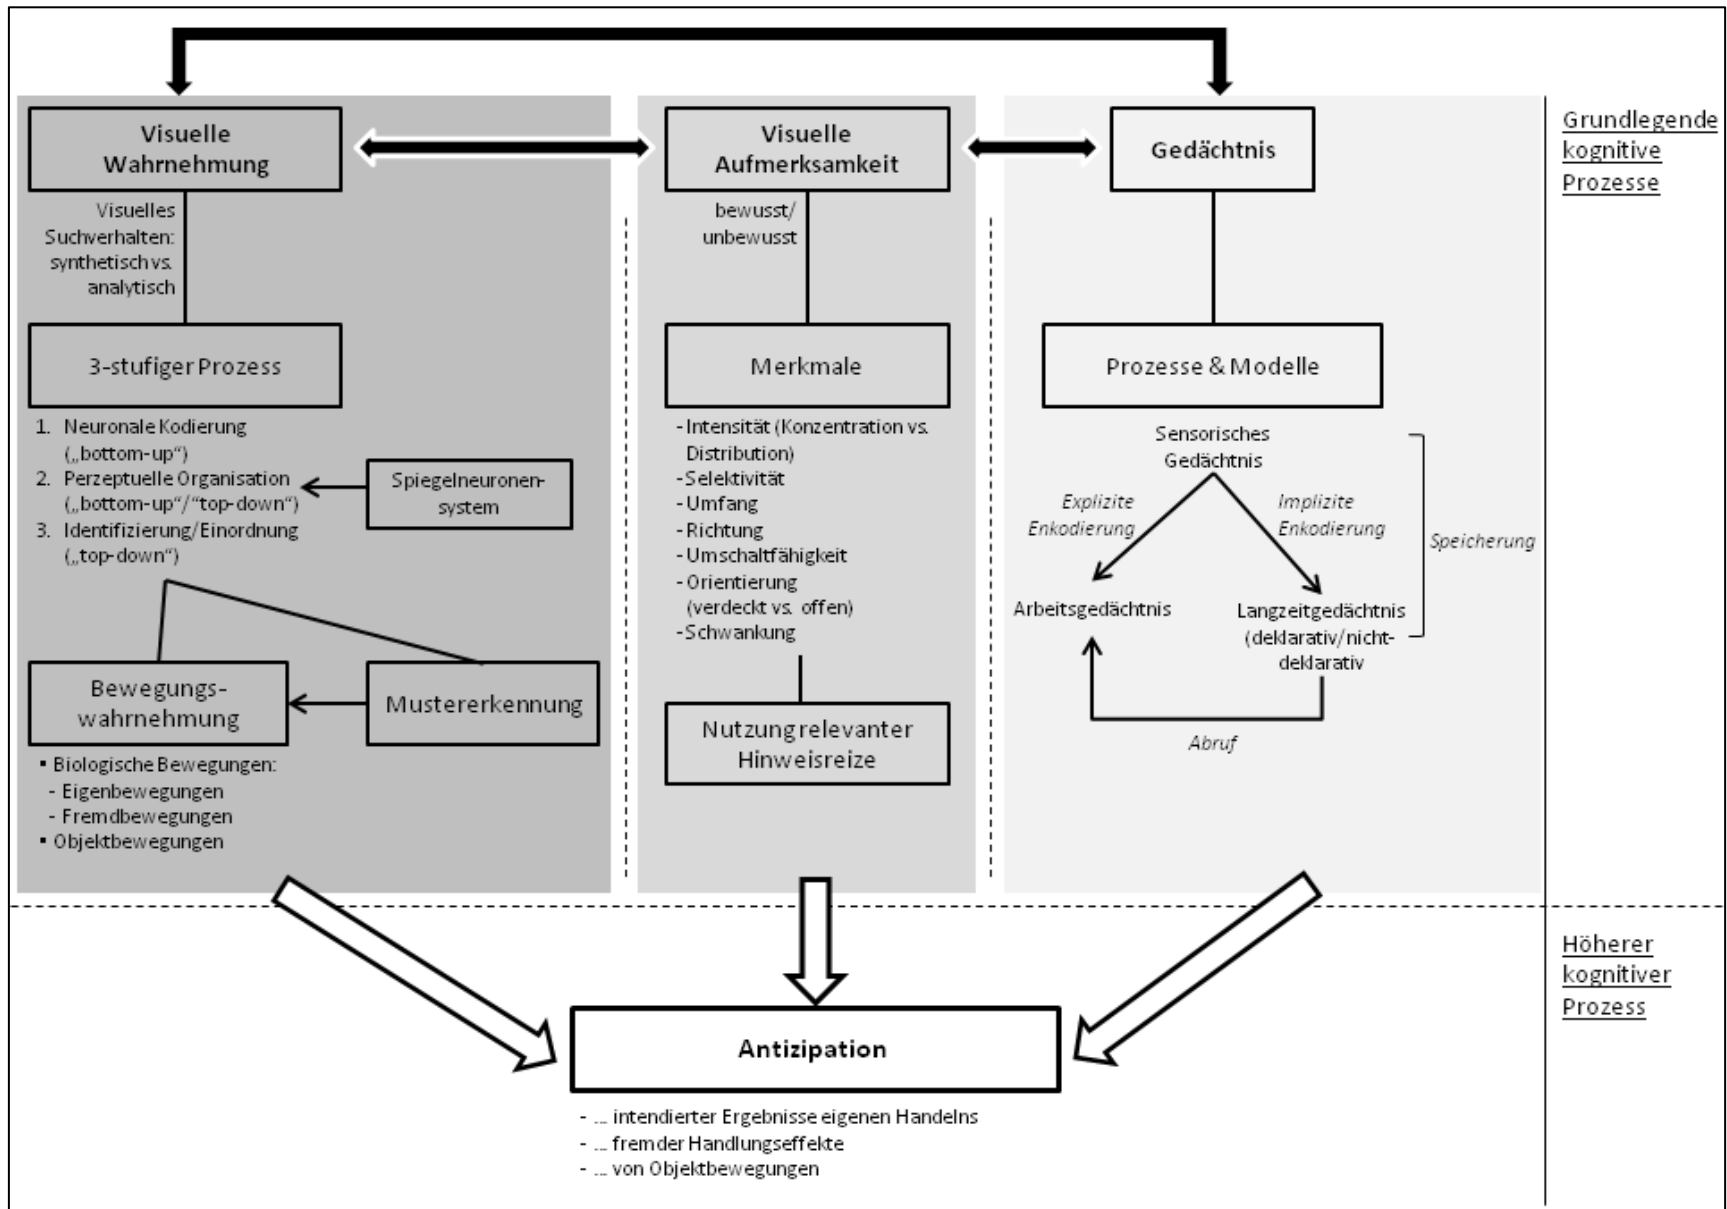 Visuelle
Wahrnehmung
Visuelles
Suchverhalten:
synthetisch vs.
analytisch
3-stufiger Prozess
1. Neuronale Kodierung
(„bottom-up“)
2. Perzeptuelle Organisation
(„bottom-up“/“top-down“)
3. Identifizierung/Einordnung
(„top-down“)
Spiegelneuronen-
system
Bewegungs-
wahrnehmung
Mustererkennung
▪ Biologische Bewegungen:
- Eigenbewegungen
- Fremdbewegungen
▪ Objektbewegungen
Visuelle
Aufmerksamkeit
bewusst/
unbewusst
Merkmale
- Intensität (Konzentration vs.
Distribution)
- Selektivität
- Umfang
- Richtung
- Umschaltfähigkeit
- Orientierung
(verdeckt vs. offen)
- Schwankung
Nutzung relevanter
Hinweisreize
Gedächtnis
Prozesse & Modelle
Sensorisches
Gedächtnis
Explizite
Enkodierung
Implizite
Enkodierung
Speicherung
Arbeitsgedächtnis
Langzeitgedächtnis
(deklarativ/nicht-
deklarativ
Abruf
Grundlegende
kognitive
Prozesse
Höherer
kognitiver
Prozess
Antizipation
- ... intendierter Ergebnisse eigenen Handelns
- ... fremder Handlungseffekte
- ... von Objektbewegungen